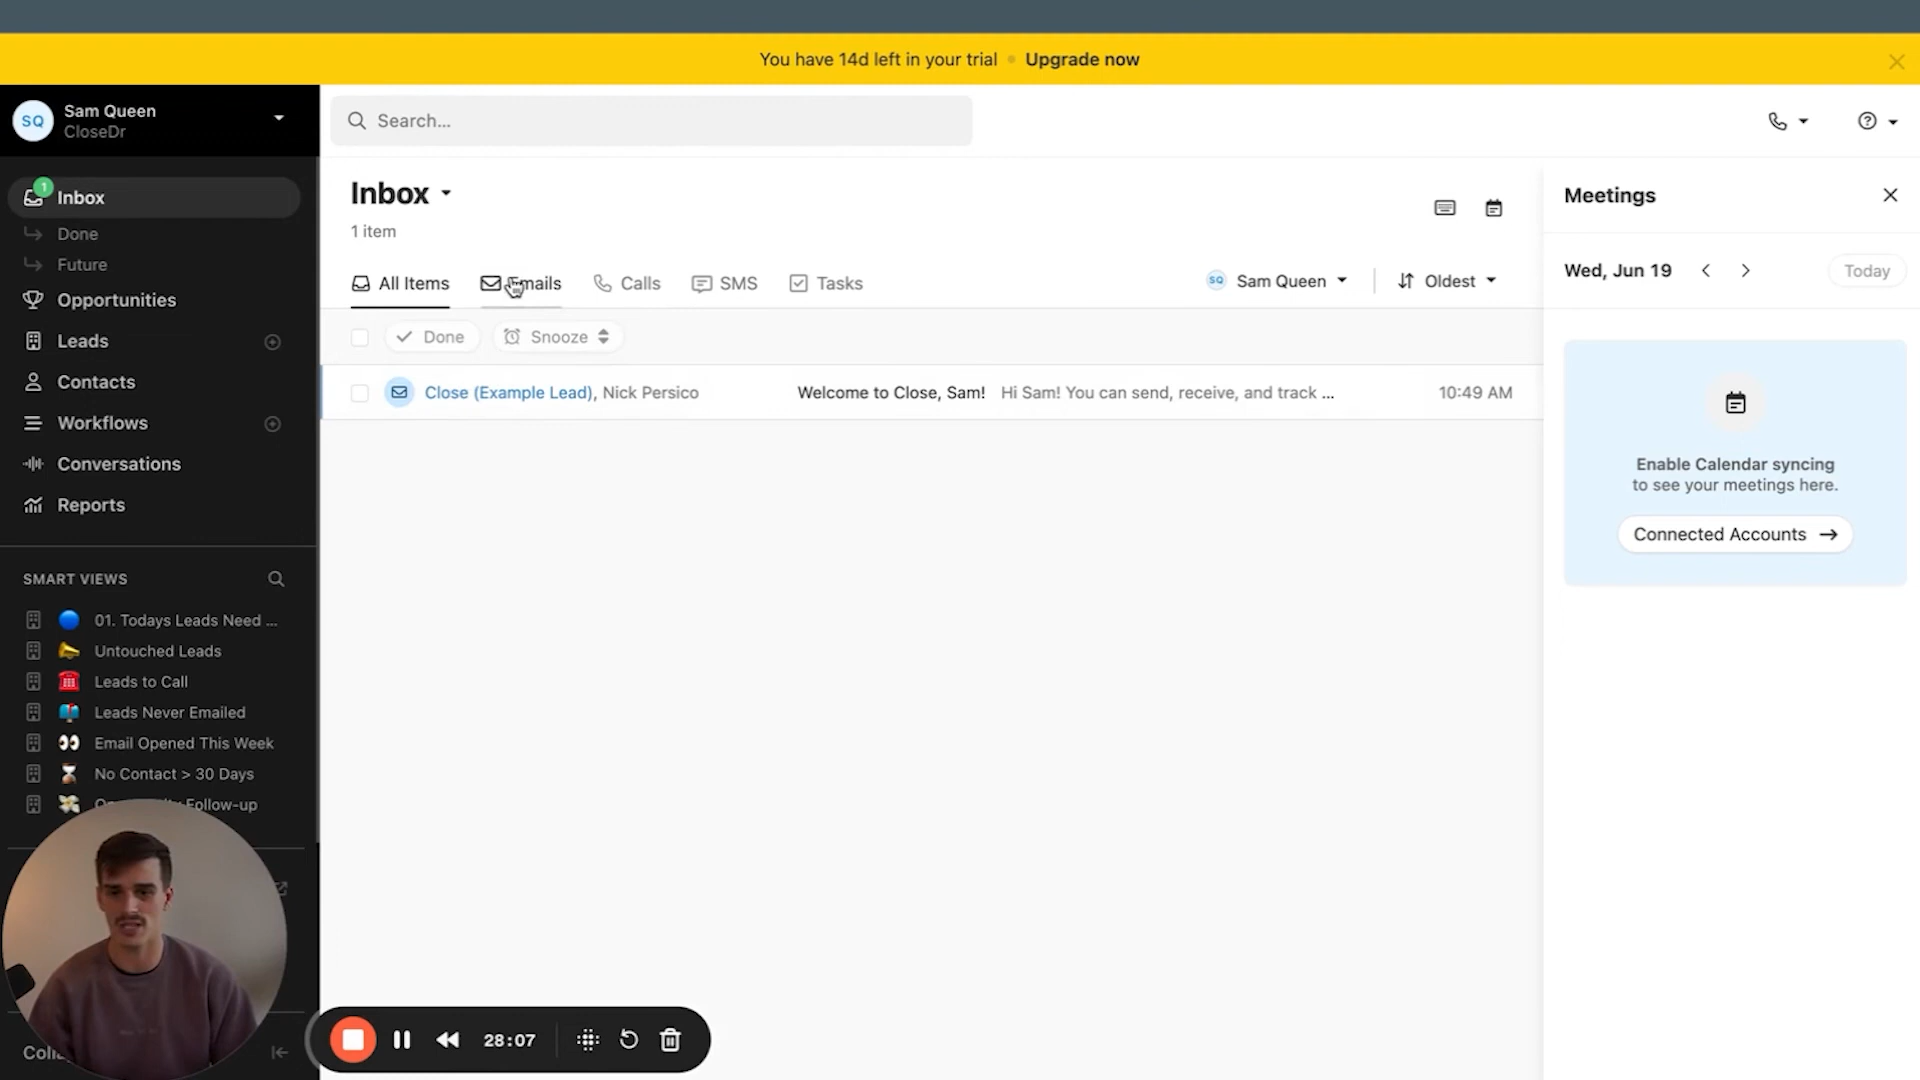 You have 14d left in your trial • Upgrade now
SQ
Sam Queen
CloseDr
Search...
1
Inbox
Done
Future
Opportunities
Leads
Contacts
Workflows
Conversations
Reports
SMART VIEWS
01. Todays Leads Need ...
Untouched Leads
Leads to Call
Leads Never Emailed
Email Opened This Week
No Contact > 30 Days
Follow-up
Inbox
1 item
All Items
Emails
Calls
SMS
Tasks
SQ Sam Queen
Oldest
Done
Snooze
Close (Example Lead), Nick Persico
Welcome to Close, Sam!
Hi Sam! You can send, receive, and track ...
10:49 AM
Meetings
Wed, Jun 19
Today
Enable Calendar syncing
to see your meetings here.
Connected Accounts →
28:07